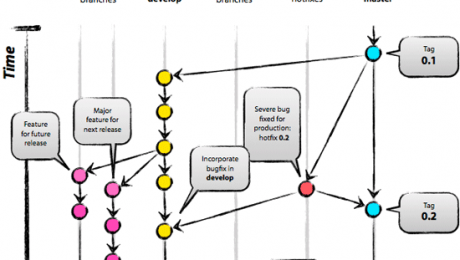 branches
develop
branches
hotfixes
master
Time
Tag
0.1
Feature
for future
release
Major
feature for
next release
Severe bug
fixed for
production:
hotfix 0.2
Incorporate
bugfix in
develop
Tag
0.2